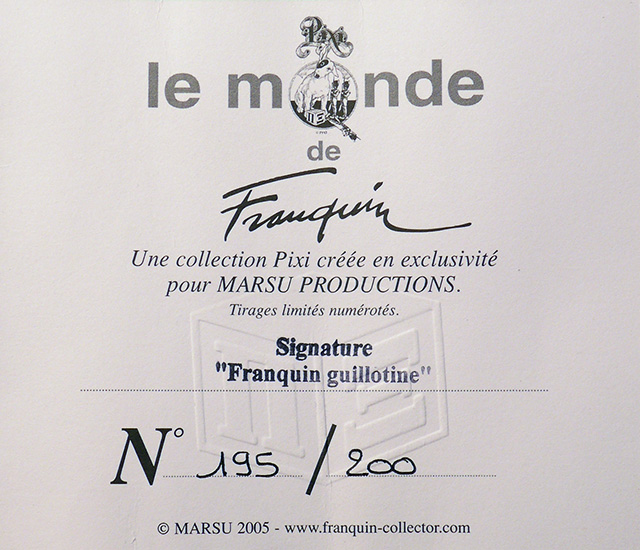 Pixi
le monde
de
Franquin
Une collection Pixi créée en exclusivité
pour MARSU PRODUCTIONS.
Tirages limités numérotés.
Signature
"Franquin guillotine"
N° 195 / 200
© MARSU 2005 - www.franquin-collector.com